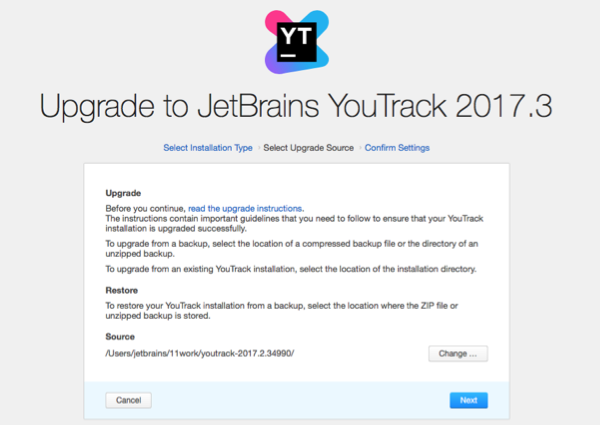 YT
Upgrade to JetBrains YouTrack 2017.3
Select Installation Type · Select Upgrade Source · Confirm Settings
Upgrade
Before you continue, read the upgrade instructions.
The instructions contain important guidelines that you need to follow to ensure that your YouTrack
installation is upgraded successfully.
To upgrade from a backup, select the location of a compressed backup file or the directory of an
unzipped backup.
To upgrade from an existing YouTrack installation, select the location of the installation directory.
Restore
To restore your YouTrack installation from a backup, select the location where the ZIP file or
unzipped backup is stored.
Source
/Users/jetbrains/11work/youtrack-2017.2.34990/ Change ...
Cancel Next